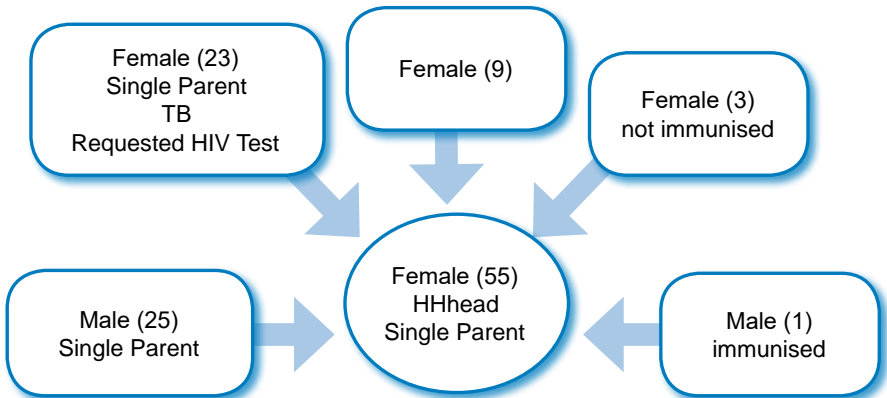 Female (23)
Single Parent
TB
Requested HIV Test
Female (9)
Female (3)
not immunised
Male (25)
Single Parent
Female (55)
HHhead
Single Parent
Male (1)
immunised